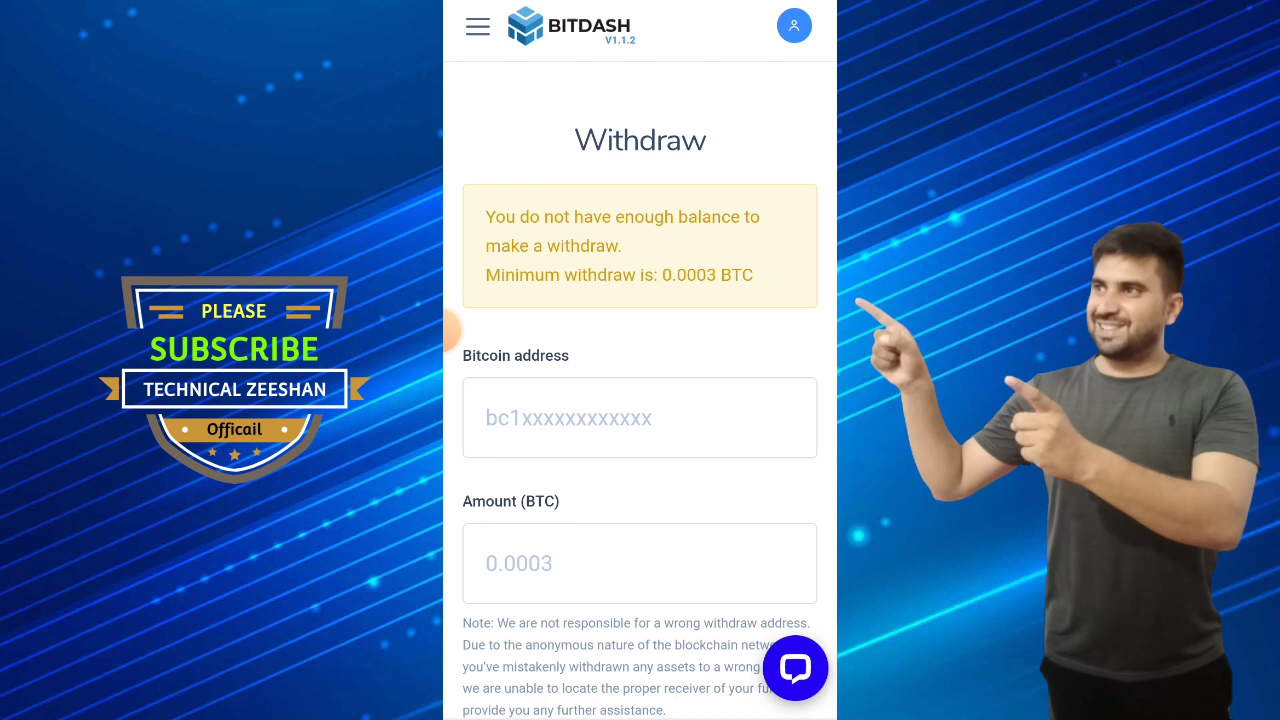 BITDASH
V1.1.2
Withdraw
You do not have enough balance to
make a withdraw.
Minimum withdraw is: 0.0003 BTC
Bitcoin address
bc1xxxxxxxxxxxx
Amount (BTC)
0.0003
Note: We are not responsible for a wrong withdraw address.
Due to the anonymous nature of the blockchain
you've mistakenly withdrawn any assets to a wrong
we are unable to locate the proper receiver of your
provide you any further assistance.
PLEASE
SUBSCRIBE
TECHNICAL ZEESHAN
Officail